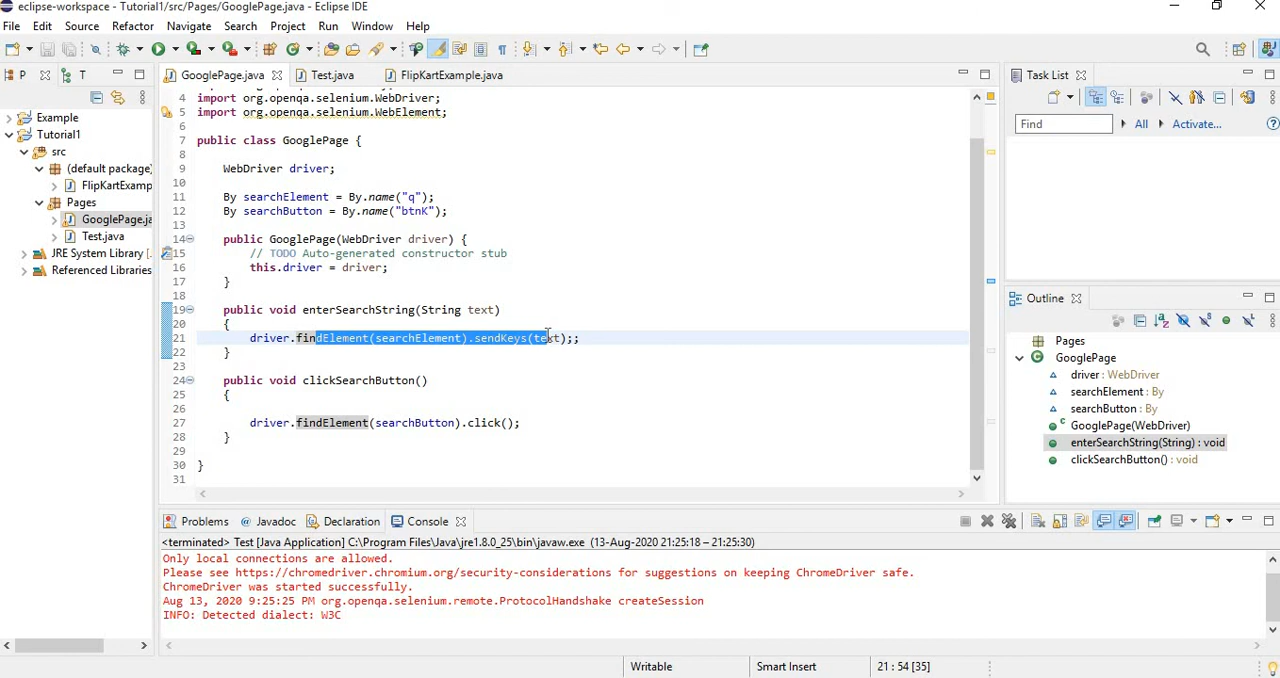 eclipse-workspace - Tutorial1/src/Pages/GooglePage.java - Eclipse IDE
File Edit Source Refactor Navigate Search Project Run Window Help
P T
GooglePage.java Test.java FlipKartExample.java
Task List
Find All Activate...
Example
Tutorial1
src
(default package)
FlipKartExamp
Pages
GooglePage.ja
Test.java
JRE System Library [
Referenced Libraries
4 import org.openqa.selenium.WebDriver;
5 import org.openqa.selenium.WebElement;
6
7 public class GooglePage {
8
9 WebDriver driver;
10
11 By searchElement = By.name("q");
12 By searchButton = By.name("btnK");
13
14 public GooglePage(WebDriver driver) {
15 // TODO Auto-generated constructor stub
16 this.driver = driver;
17 }
18
19 public void enterSearchString(String text)
20 {
21 driver.findElement(searchElement).sendKeys(text);;
22 }
23
24 public void clickSearchButton()
25 {
26
27 driver.findElement(searchButton).click();
28 }
29
30 }
31
Outline
Pages
GooglePage
driver : WebDriver
searchElement : By
searchButton : By
GooglePage(WebDriver)
enterSearchString(String) : void
clickSearchButton() : void
Problems @ Javadoc Declaration Console
<terminated> Test [Java Application] C:\Program Files\Java\jre1.8.0_25\bin\javaw.exe (13-Aug-2020 21:25:18 – 21:25:30)
Only local connections are allowed.
Please see https://chromedriver.chromium.org/security-considerations for suggestions on keeping ChromeDriver safe.
ChromeDriver was started successfully.
Aug 13, 2020 9:25:25 PM org.openqa.selenium.remote.ProtocolHandshake createSession
INFO: Detected dialect: W3C
Writable Smart Insert 21 : 54 [35]